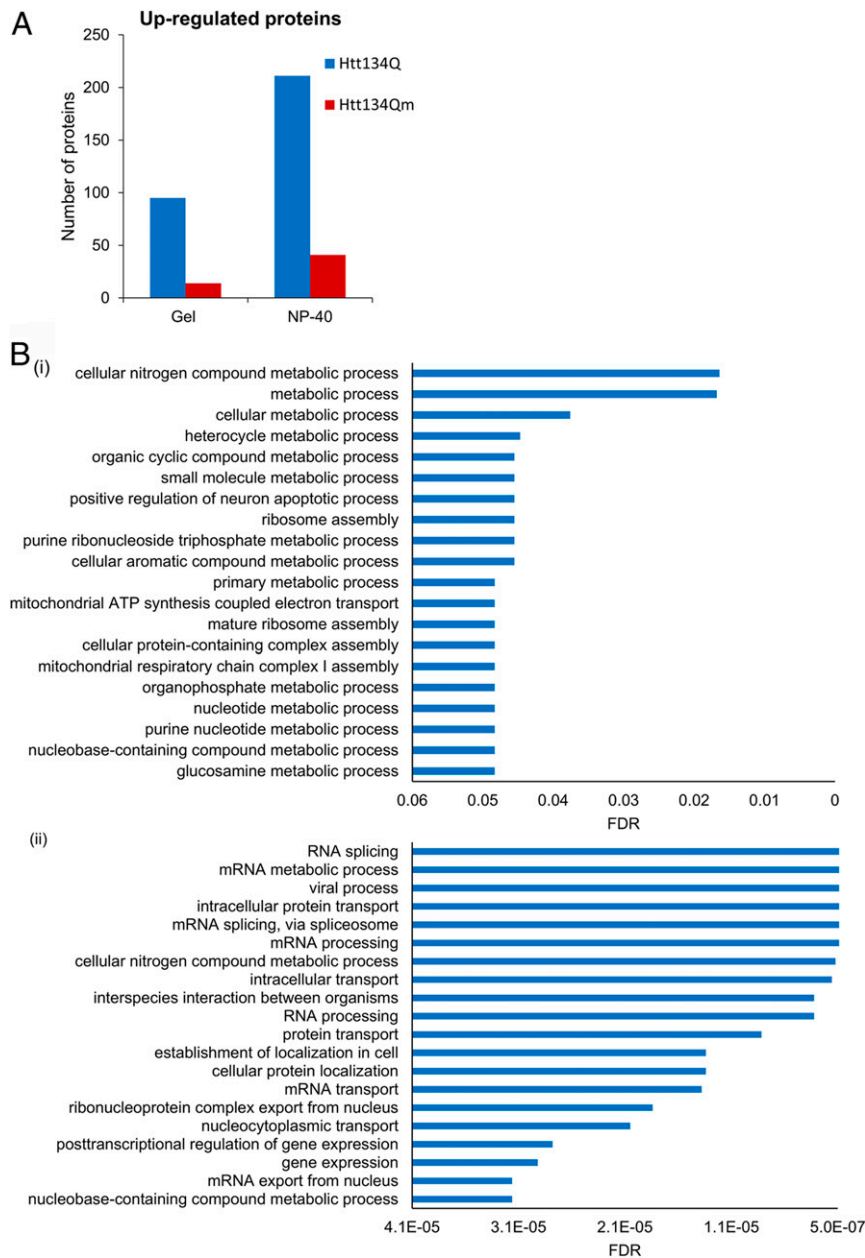 A
Up-regulated proteins
250
200
150
100
50
0
Number of proteins
Htt134Q
Htt134Qm
Gel
NP-40
B
(i)
cellular nitrogen compound metabolic process
metabolic process
cellular metabolic process
heterocycle metabolic process
organic cyclic compound metabolic process
small molecule metabolic process
positive regulation of neuron apoptotic process
ribosome assembly
purine ribonucleoside triphosphate metabolic process
cellular aromatic compound metabolic process
primary metabolic process
mitochondrial ATP synthesis coupled electron transport
mature ribosome assembly
cellular protein-containing complex assembly
mitochondrial respiratory chain complex I assembly
organophosphate metabolic process
nucleotide metabolic process
purine nucleotide metabolic process
nucleobase-containing compound metabolic process
glucosamine metabolic process
0.06 0.05 0.04 0.03 0.02 0.01 0
FDR
(ii)
RNA splicing
mRNA metabolic process
viral process
intracellular protein transport
mRNA splicing, via spliceosome
mRNA processing
cellular nitrogen compound metabolic process
intracellular transport
interspecies interaction between organisms
RNA processing
protein transport
establishment of localization in cell
cellular protein localization
mRNA transport
ribonucleoprotein complex export from nucleus
nucleocytoplasmic transport
posttranscriptional regulation of gene expression
gene expression
mRNA export from nucleus
nucleobase-containing compound metabolic process
4.1E-05 3.1E-05 2.1E-05 1.1E-05 5.0E-07
FDR